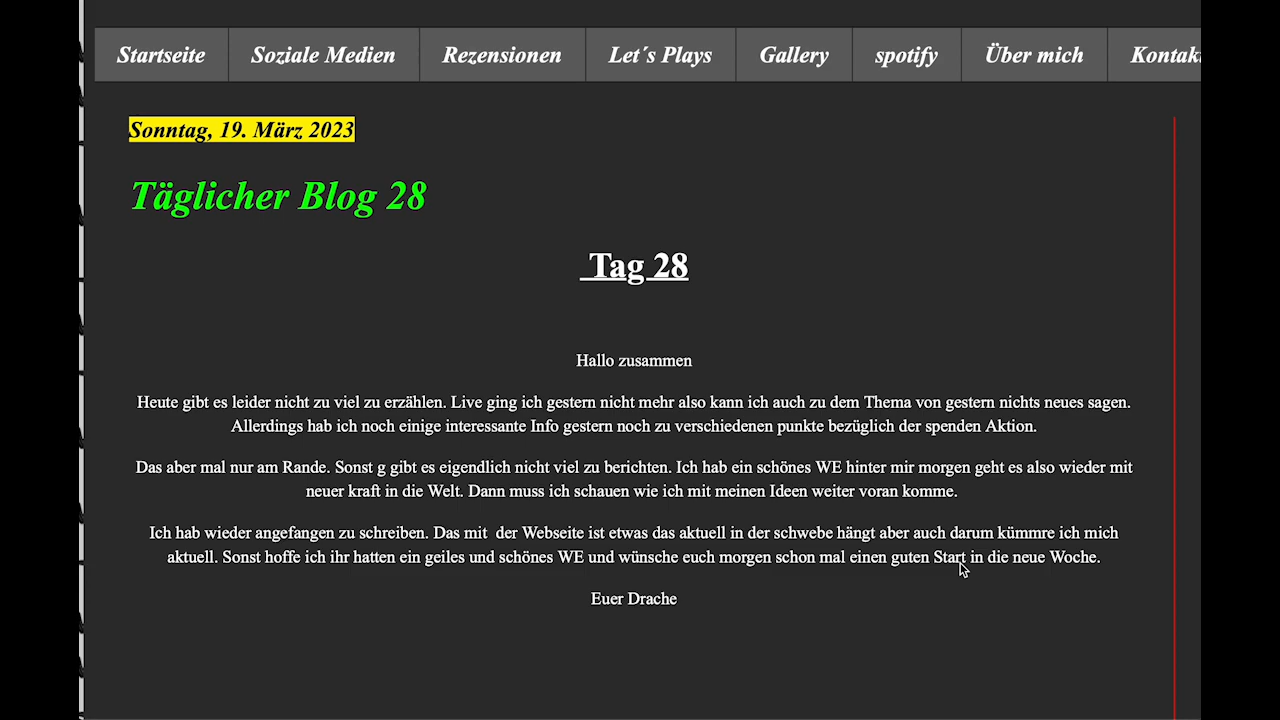 Startseite Soziale Medien Rezensionen Let´s Plays Gallery spotify Über mich
Sonntag, 19. März 2023
Täglicher Blog 28
Tag 28
Hallo zusammen
Heute gibt es leider nicht zu viel zu erzählen. Live ging ich gestern nicht mehr also kann ich auch zu dem Thema von gestern nichts neues sagen.
Allerdings hab ich noch einige interessante Info gestern noch zu verschiedenen punkte bezüglich der spenden Aktion.
Das aber mal nur am Rande. Sonst g gibt es eigendlich nicht viel zu berichten. Ich hab ein schönes WE hinter mir morgen geht es also wieder mit
neuer kraft in die Welt. Dann muss ich schauen wie ich mit meinen Ideen weiter voran komme.
Ich hab wieder angefangen zu schreiben. Das mit  der Webseite ist etwas das aktuell in der schwebe hängt aber auch darum kümmre ich mich
aktuell. Sonst hoffe ich ihr hatten ein geiles und schönes WE und wünsche euch morgen schon mal einen guten Start in die neue Woche.
Euer Drache